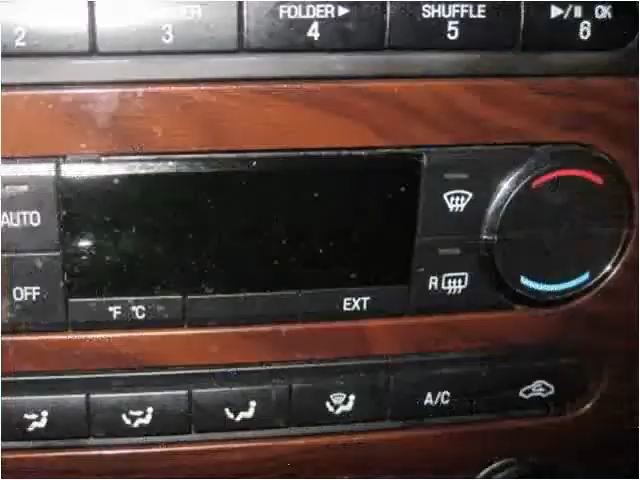 FOLDER ▶ SHUFFLE ▶/II OK
2 3 4 5 6
AUTO
OFF
R
°F °C EXT
A/C